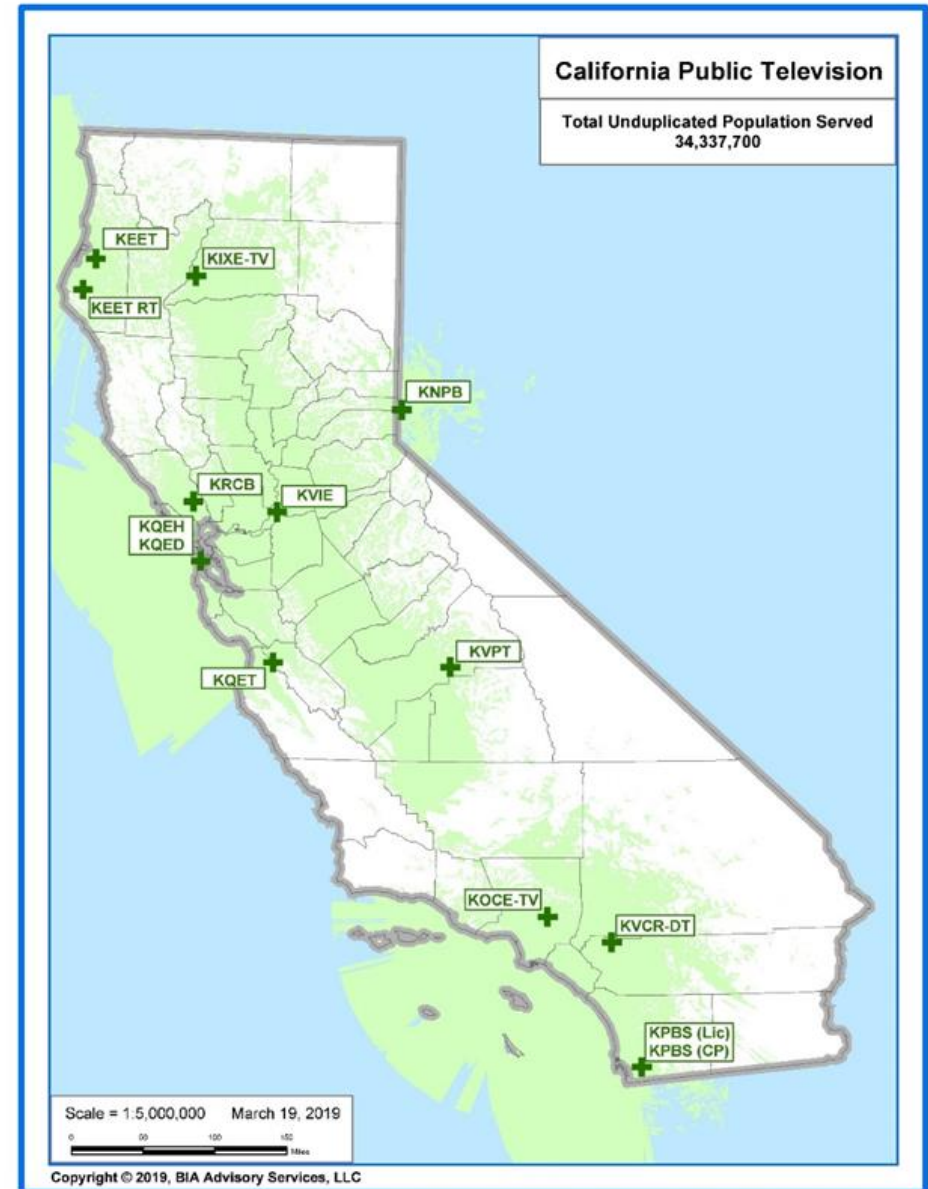 California Public Television
Total Unduplicated Population Served
34,337,700
KEET
KIXE-TV
KEET RT
KNPB
KRCB
KVIE
KQEH
KQED
KVPT
KQET
KOCE-TV
KVCR-DT
KPBS (Lic)
KPBS (CP)
Scale = 1:5,000,000 March 19, 2019
0 50 100 150
Miles
Copyright © 2019, BIA Advisory Services, LLC